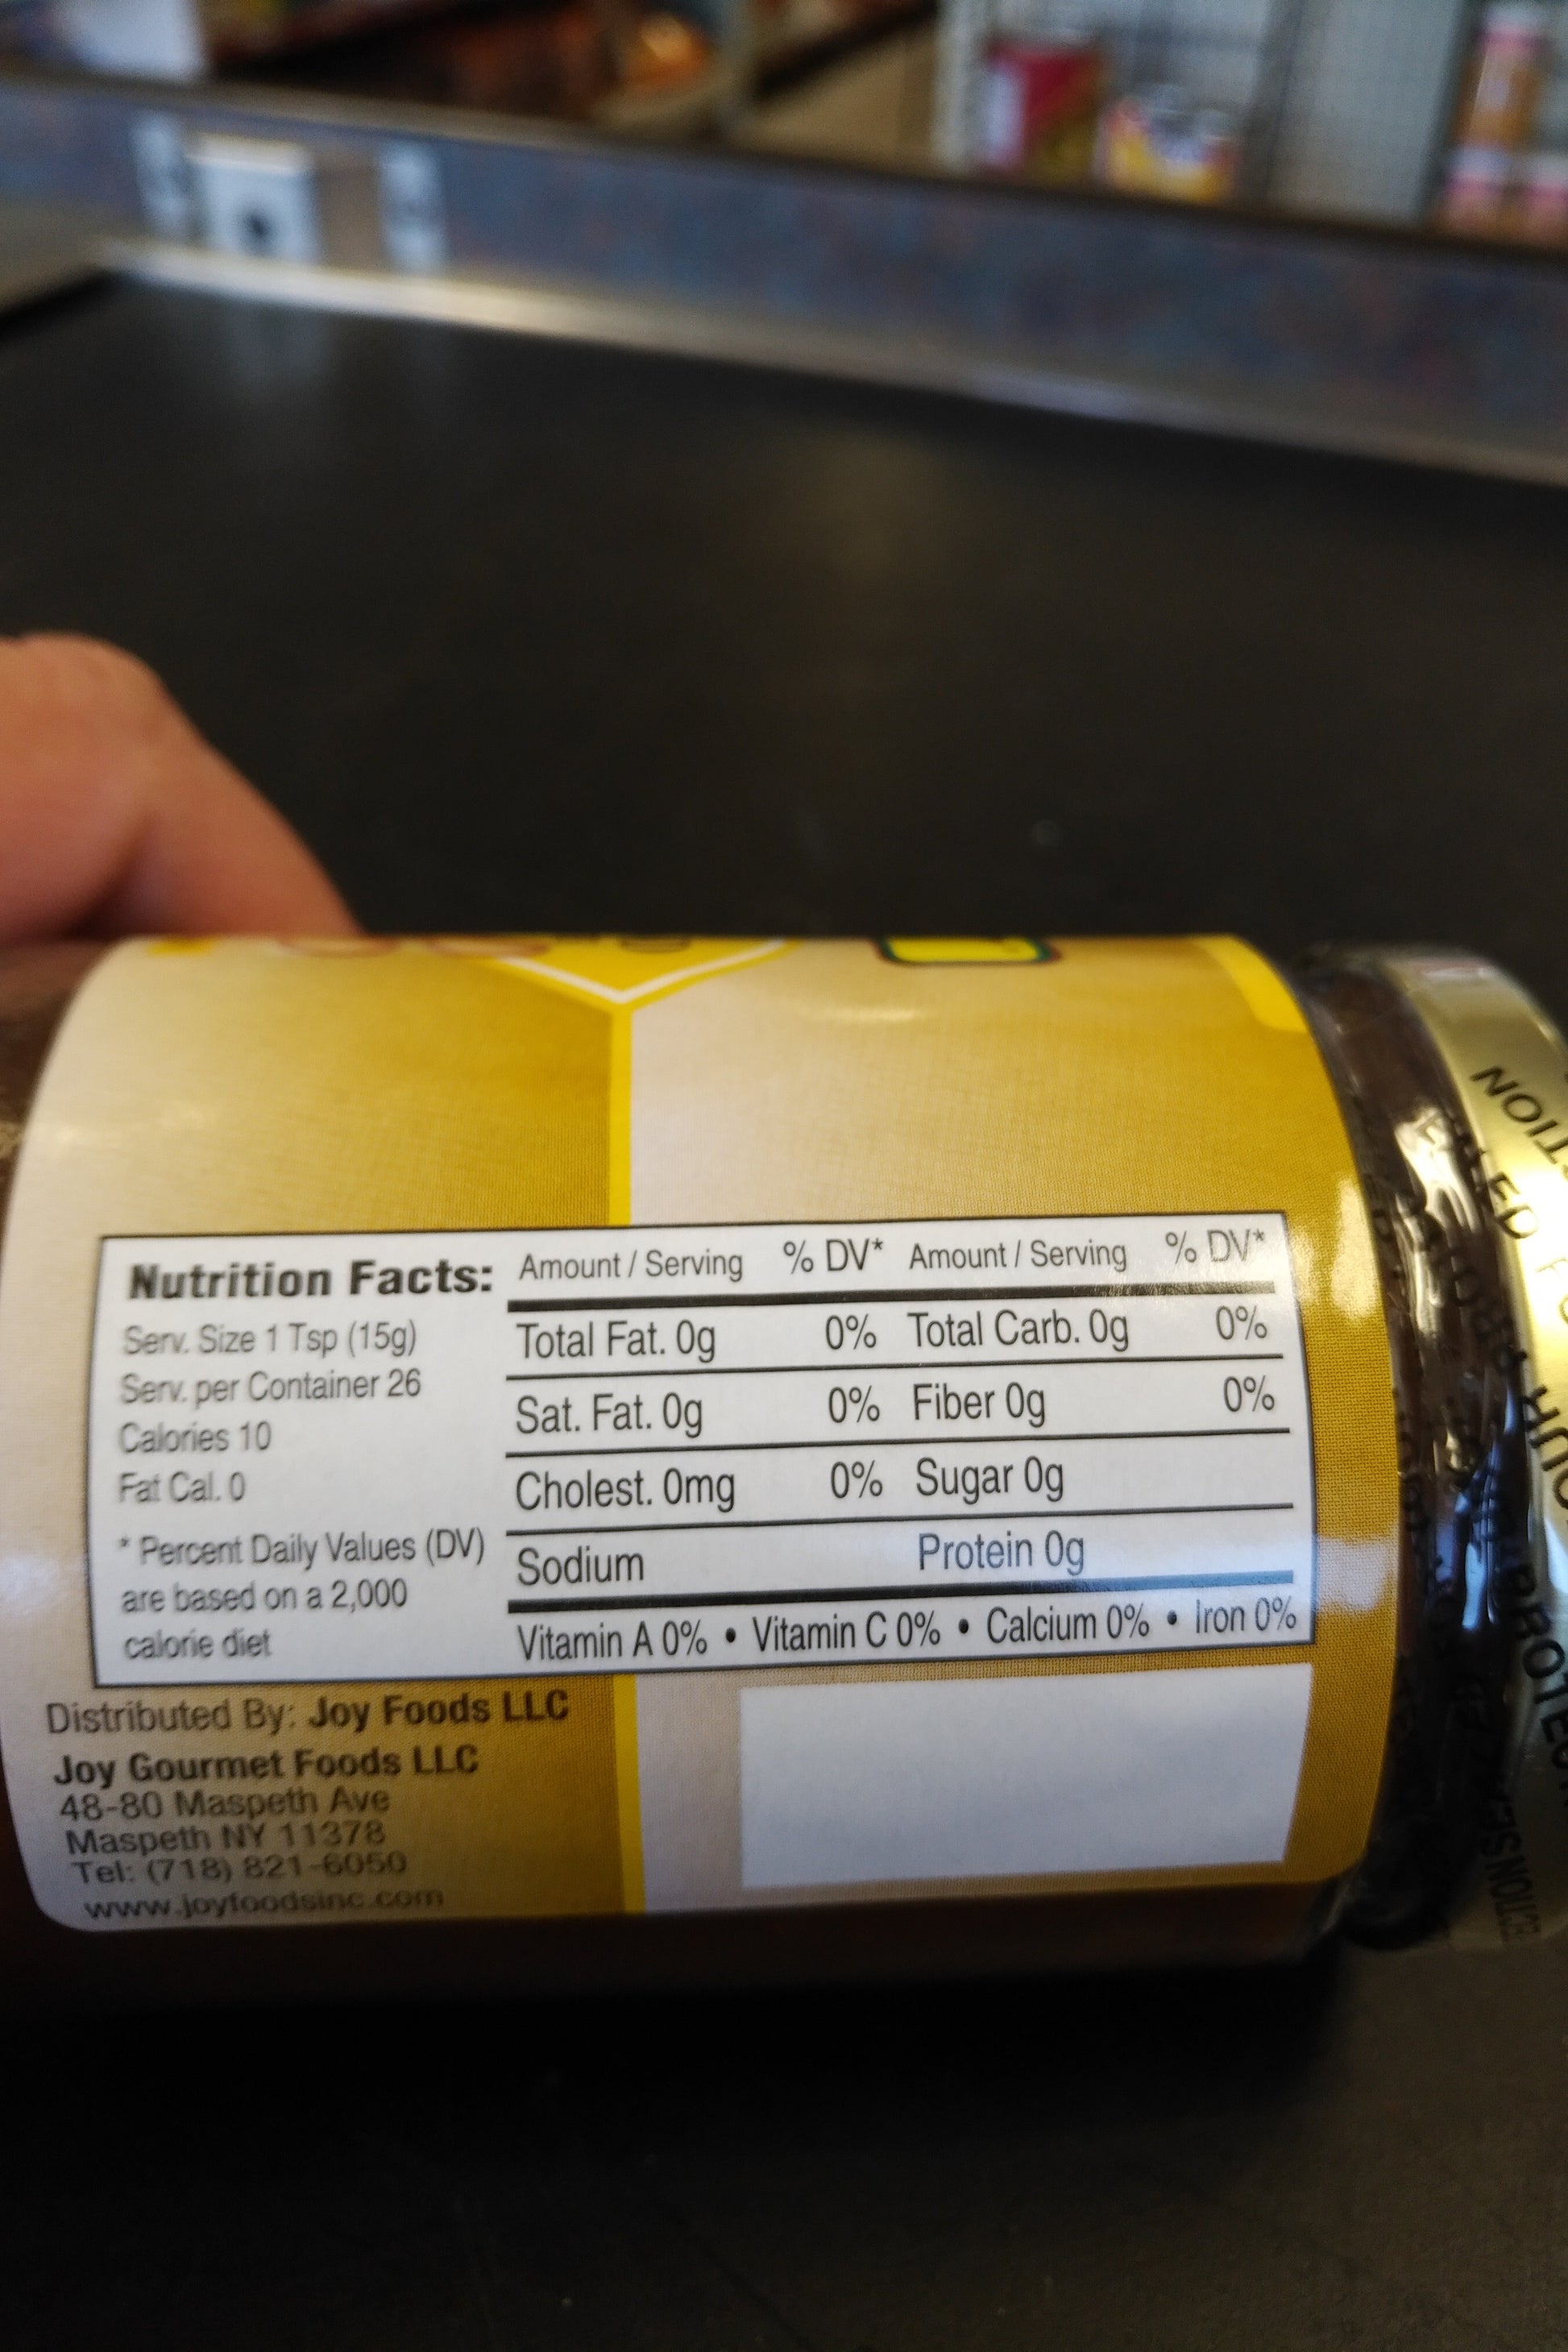 Nutrition Facts:
Serv. Size 1 Tsp (15g)
Serv. per Container 26
Calories 10
Fat Cal. 0
* Percent Daily Values (DV)
are based on a 2,000
calorie diet
Amount / Serving % DV* Amount / Serving % DV*
Total Fat. 0g 0% Total Carb. 0g 0%
Sat. Fat. 0g 0% Fiber 0g 0%
Cholest. 0mg 0% Sugar 0g
Sodium Protein 0g
Vitamin A 0% • Vitamin C 0% • Calcium 0% • Iron 0%
Distributed By: Joy Foods LLC
Joy Gourmet Foods LLC
48-80 Maspeth Ave
Maspeth NY 11378
Tel: (718) 821-6050
www.joyfoodsinc.com